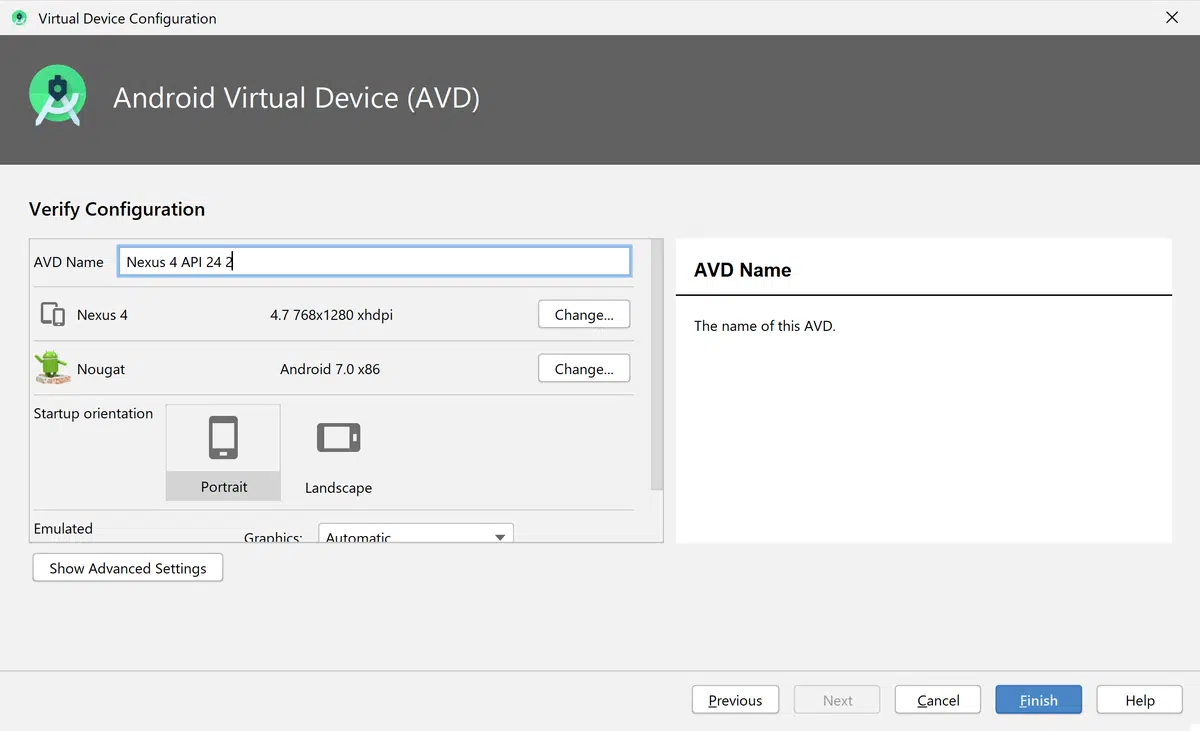 Virtual Device Configuration
Android Virtual Device (AVD)
Verify Configuration
AVD Name Nexus 4 API 24 2
Nexus 4 4.7 768x1280 xhdpi Change...
Nougat Android 7.0 x86 Change...
Startup orientation
Portrait Landscape
Emulated
Graphics: Automatic
Show Advanced Settings
AVD Name
The name of this AVD.
Previous Next Cancel Finish Help